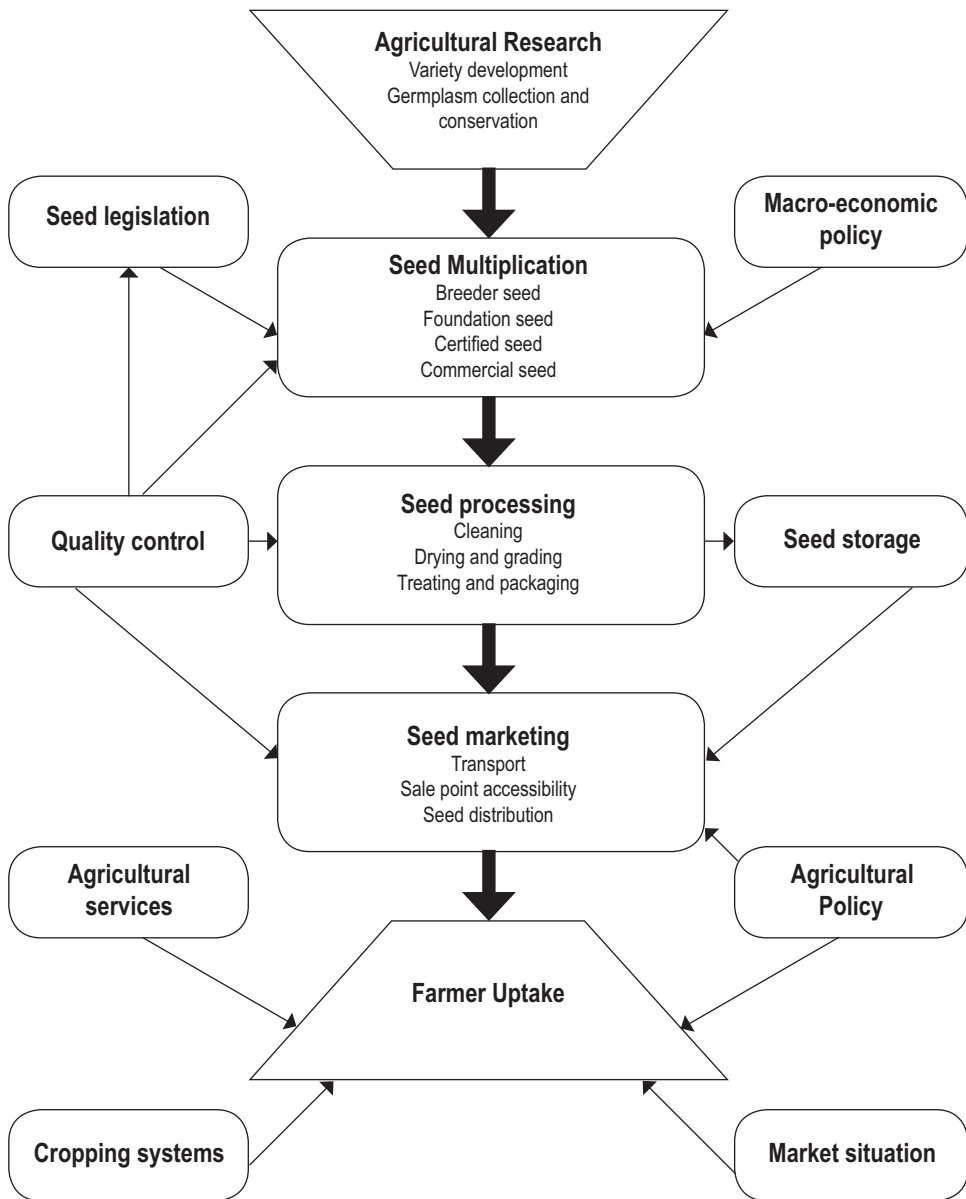 Agricultural Research
Variety development
Germplasm collection and
conservation
Seed legislation
Macro-economic
policy
Seed Multiplication
Breeder seed
Foundation seed
Certified seed
Commercial seed
Quality control
Seed processing
Cleaning
Drying and grading
Treating and packaging
Seed storage
Seed marketing
Transport
Sale point accessibility
Seed distribution
Agricultural
services
Agricultural
Policy
Farmer Uptake
Cropping systems
Market situation